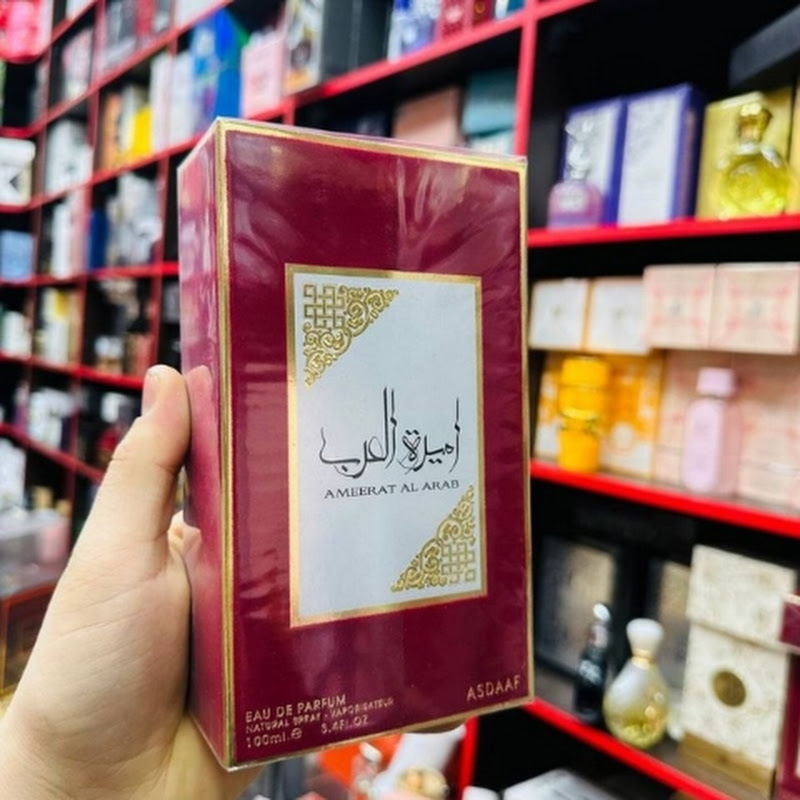 اميرة العرب
AMEERAT AL ARAB
EAU DE PARFUM
NATURAL SPRAY - VAPORISATEUR
100ml.e 3.4FL.OZ
ASDAAF